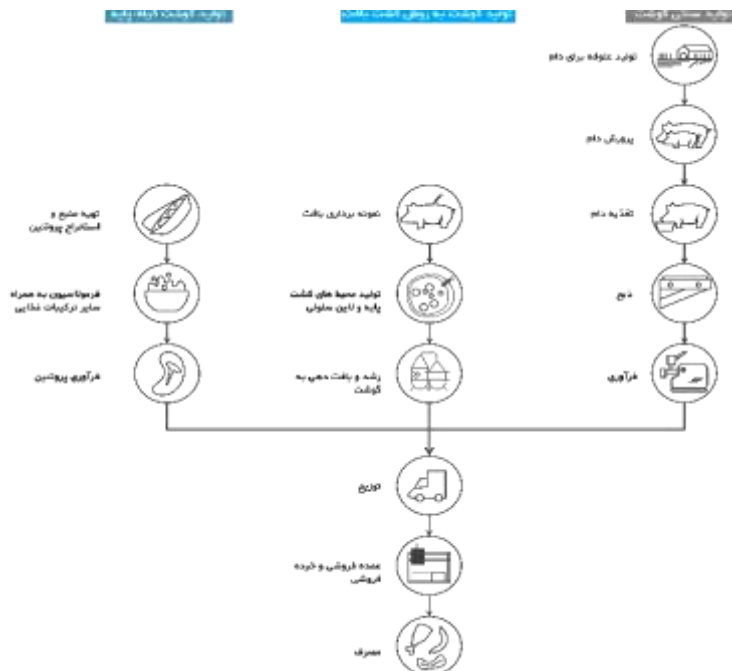 تولید سنتی گوشت
تولید علوفه برای دام
پرورش دام
تغذیه دام
ذبح
فرآوری
تولید گوشت به روش کشت بافت
نمونه برداری بافت
تولید محیط های کشت
پایه و لاین سلولی
رشد و بافت دهی به
گوشت
تولید گوشت گیاه پایه
تهیه منبع و
استخراج پروتئین
فرمولاسیون به همراه
سایر ترکیبات غذایی
فرآوری پروتئین
توزیع
عمده فروشی و خرده
فروشی
مصرف